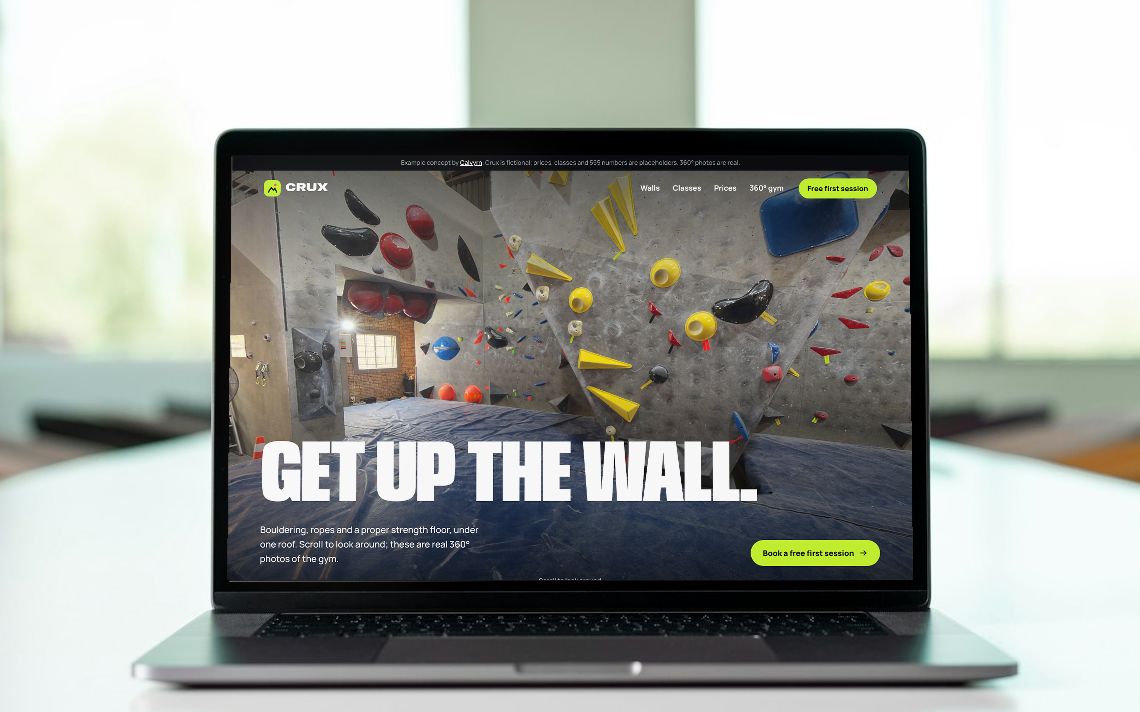 Example concept by Calvyn. Crux is fictional: prices, classes and 555 numbers are placeholders. 360° photos are real.
CRUX
Walls Classes Prices 360° gym Free first session
GET UP THE WALL.
Bouldering, ropes and a proper strength floor, under
one roof. Scroll to look around; these are real 360°
photos of the gym.
Book a free first session →